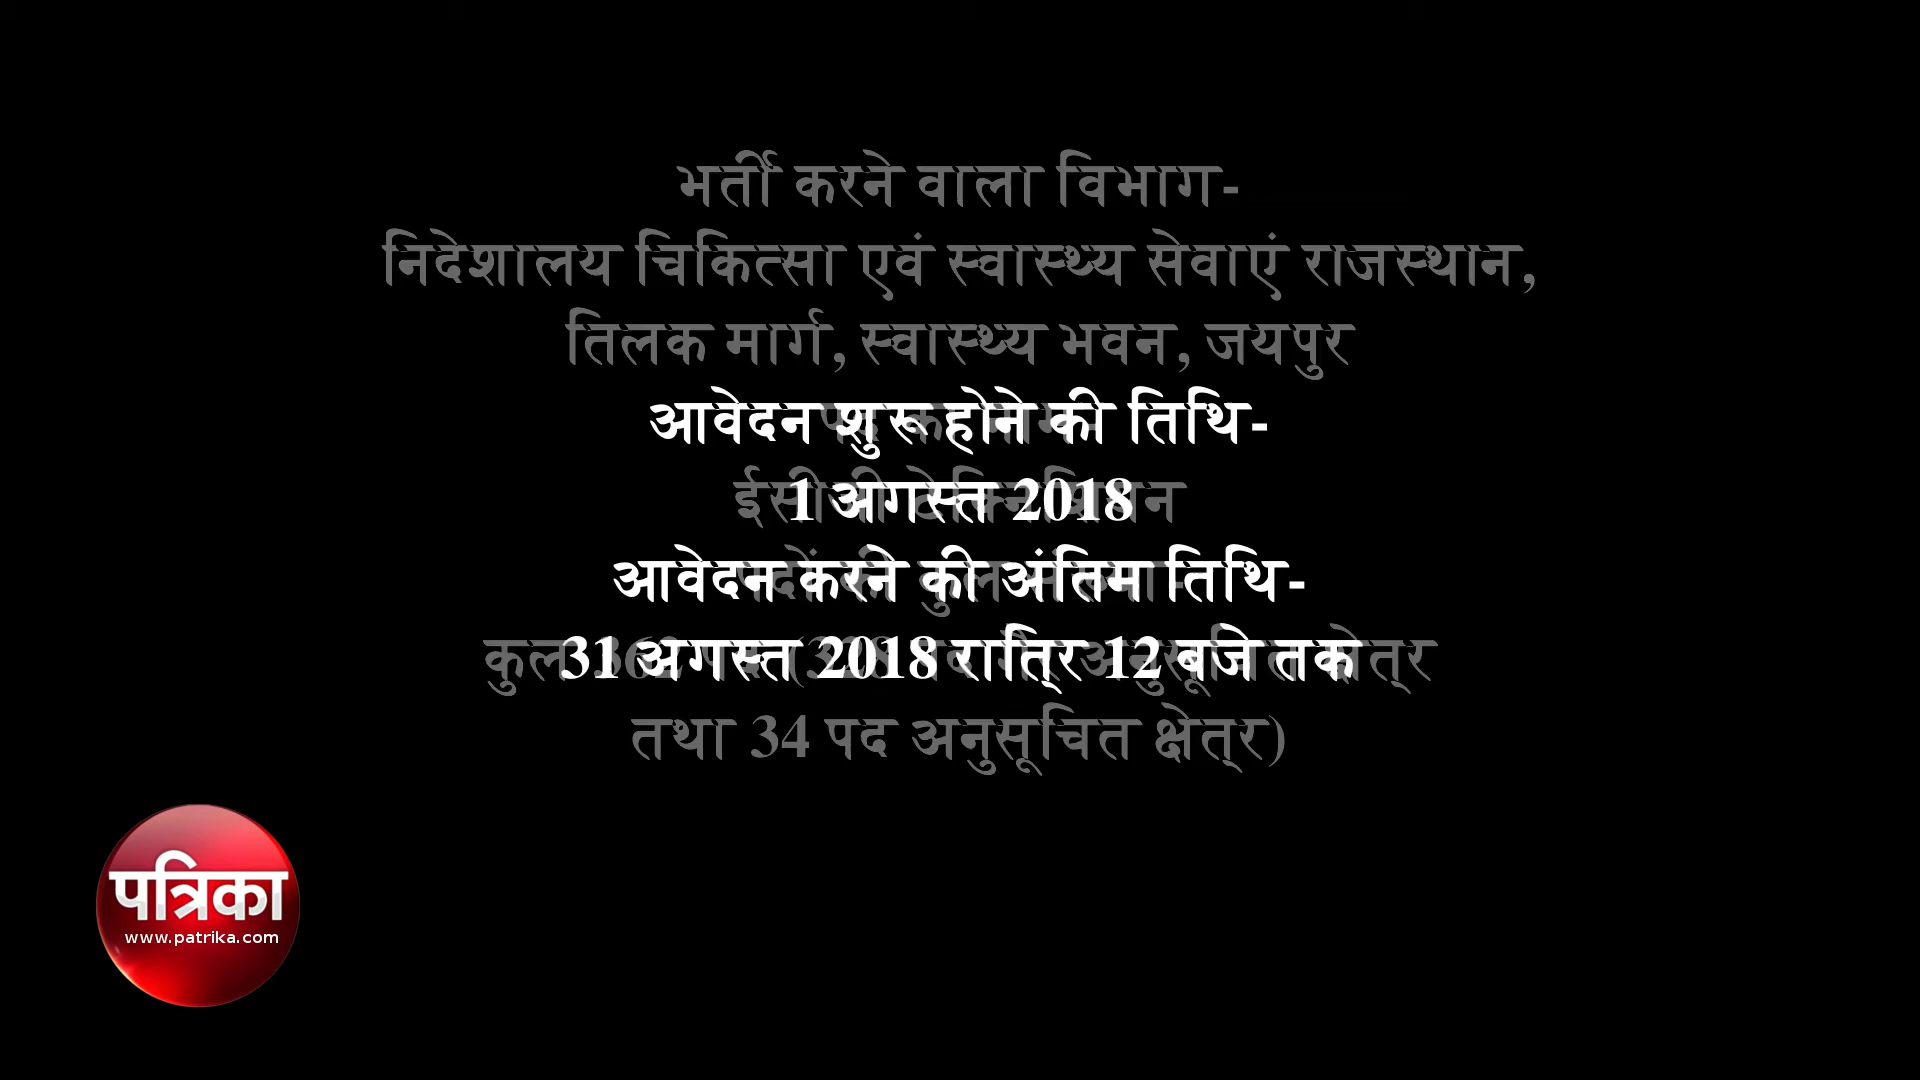 भर्ती करने वाला विभाग-
निदेशालय चिकित्सा एवं स्वास्थ्य सेवाएं राजस्थान,
तिलक मार्ग, स्वास्थ्य भवन, जयपुर
आवेदन शुरू होने की तिथि-
1 अगस्त 2018
आवेदन करने की अंतिम तिथि-
31 अगस्त 2018 रात्रि 12 बजे तक
तथा 34 पद अनुसूचित क्षेत्र)
पत्रिका
www.patrika.com